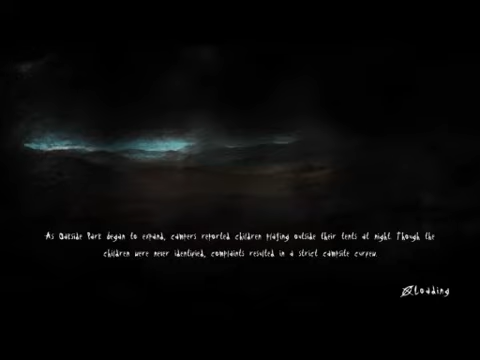 As Oakside Park began to expand, campers reported children playing outside their tents at night. Though the
children were never identified, complaints resulted in a strict campsite curfew.
Loading